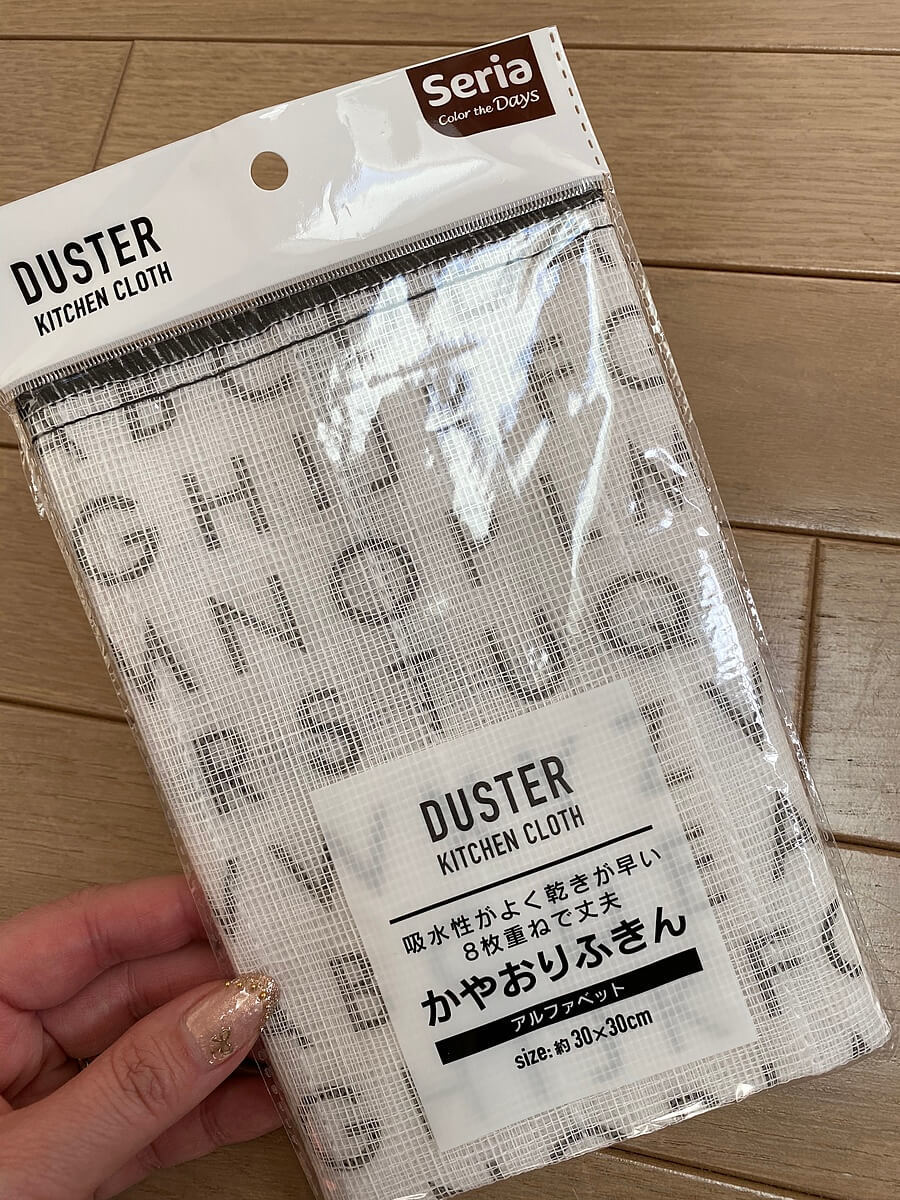 Seria
Color the Days
DUSTER
KITCHEN CLOTH
G H I J
N O P
R S T U
DUSTER
KITCHEN CLOTH
吸水性がよく乾きが早い
8枚重ねで丈夫
かやおりふきん
アルファベット
size: 約30×30cm